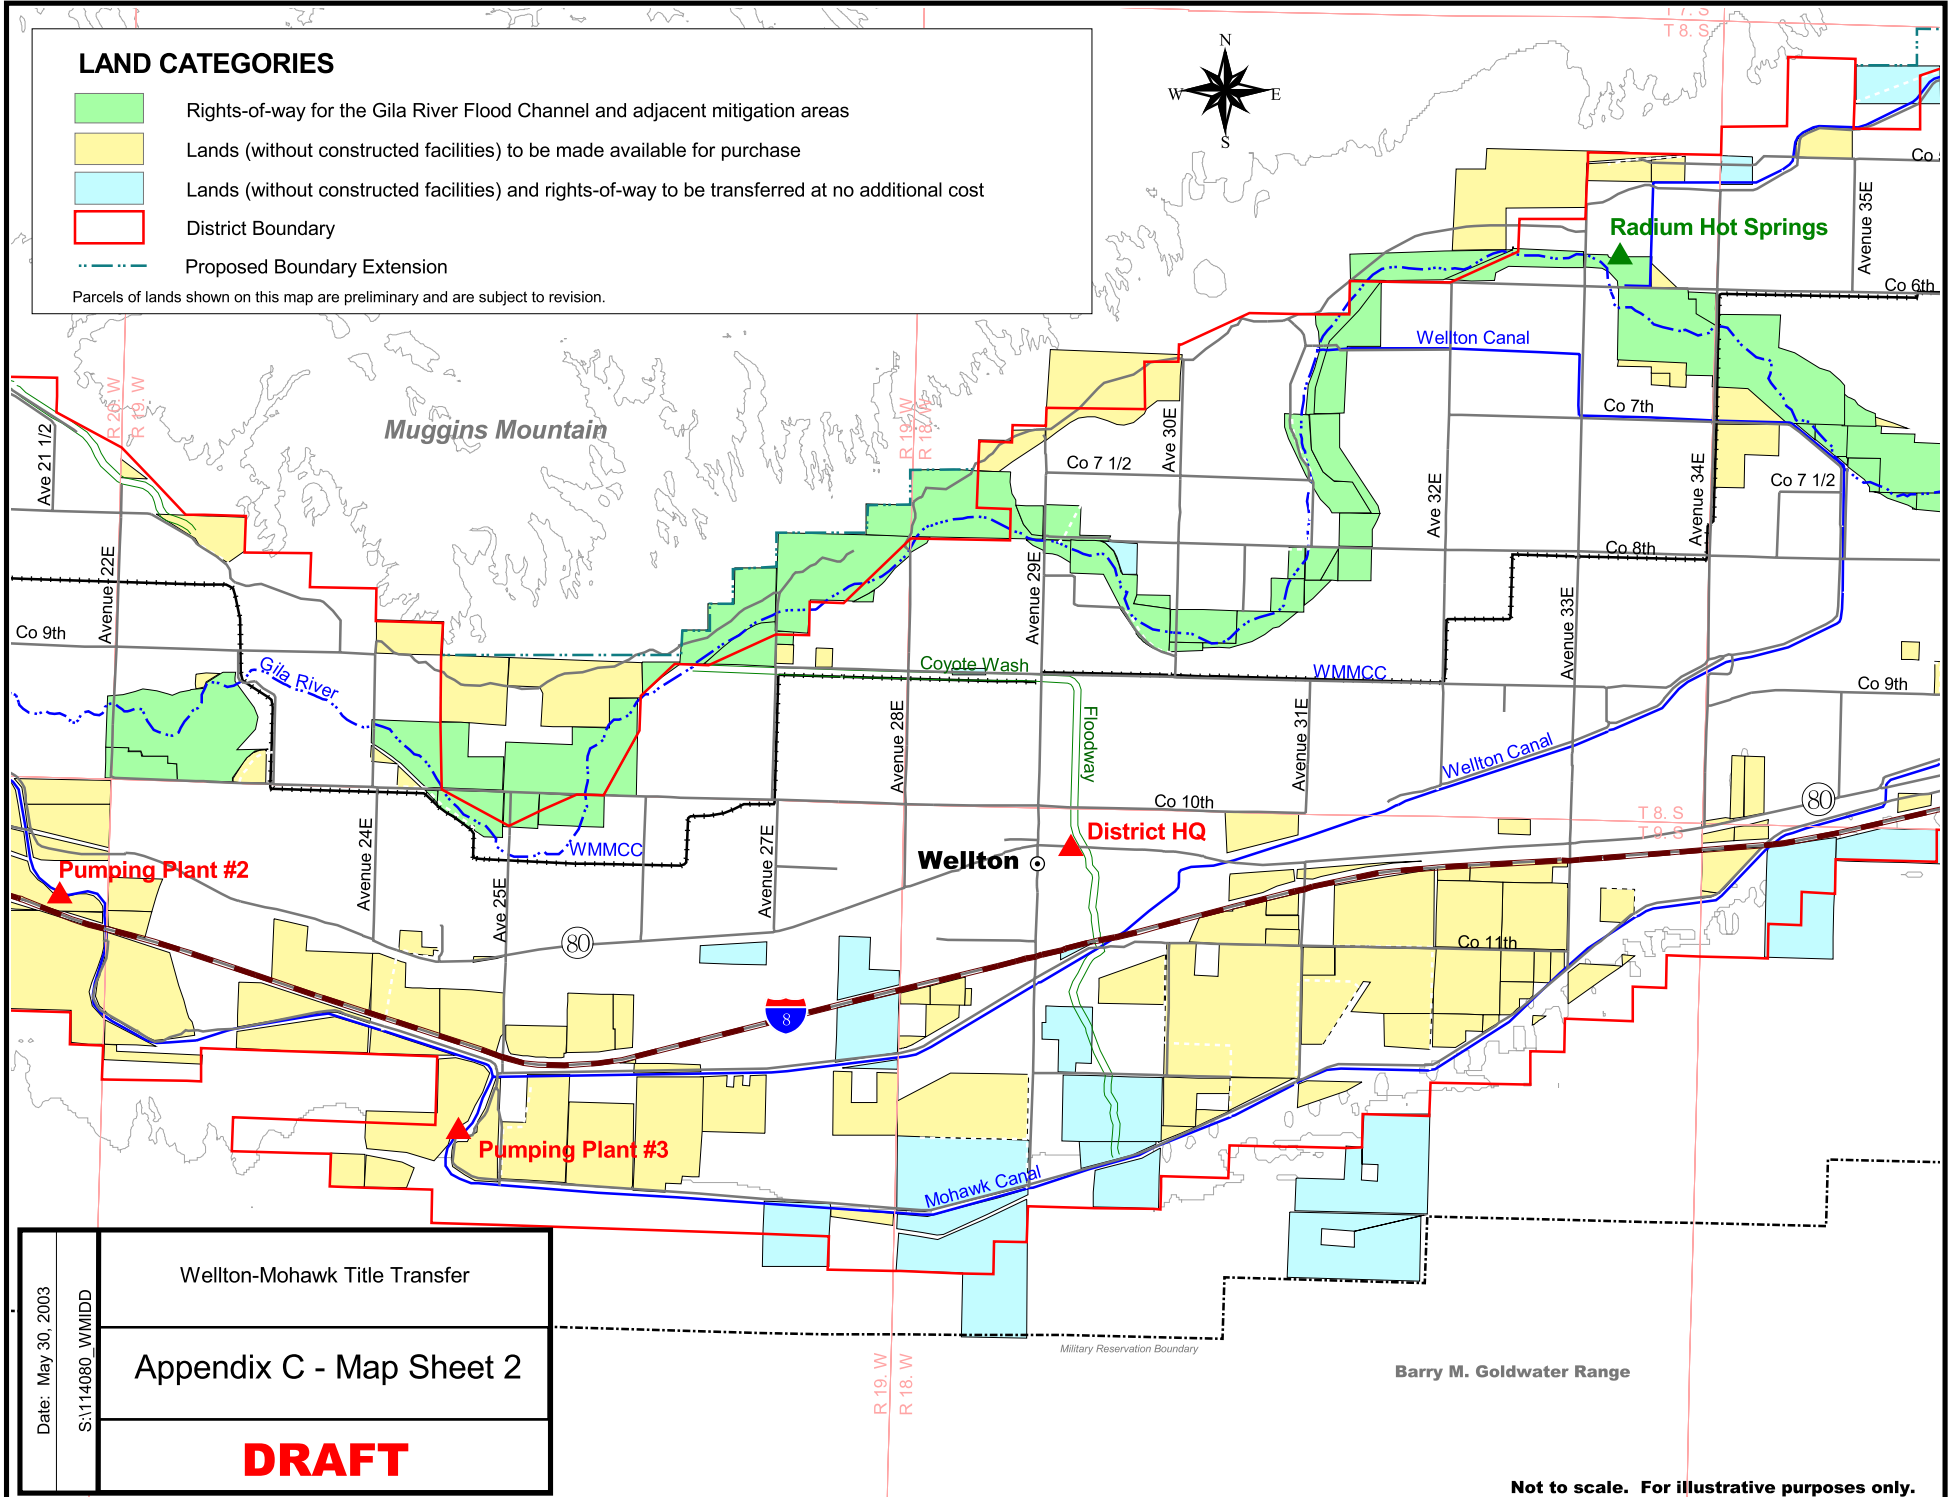 T 7. S
T 8. S
LAND CATEGORIES
Rights-of-way for the Gila River Flood Channel and adjacent mitigation areas
Lands (without constructed facilities) to be made available for purchase
Lands (without constructed facilities) and rights-of-way to be transferred at no additional cost
District Boundary
Proposed Boundary Extension
Parcels of lands shown on this map are preliminary and are subject to revision.
N
W
E
S
Co
Avenue 35E
Radium Hot Springs
Co 6th
Wellton Canal
R 20. W
R 19. W
Muggins Mountain
R 19. W
R 18. W
Ave 30E
Co 7th
Ave 21 1/2
Co 7 1/2
Ave 32E
Avenue 34E
Co 7 1/2
Co 8th
Avenue 22E
Avenue 29E
Avenue 33E
Co 9th
Gila River
Coyote Wash
WMMCC
Co 9th
Avenue 28E
Floodway
Avenue 31E
Wellton Canal
Co 10th
80
T 8. S
T 9. S
District HQ
Wellton
WMMCC
Avenue 24E
Avenue 27E
Ave 25E
Pumping Plant #2
80
Co 11th
8
Pumping Plant #3
Mohawk Canal
Wellton-Mohawk Title Transfer
Appendix C - Map Sheet 2
DRAFT
Date: May 30, 2003
S:\114080_WMIDD
Military Reservation Boundary
Barry M. Goldwater Range
R 19. W
R 18. W
Not to scale. For illustrative purposes only.